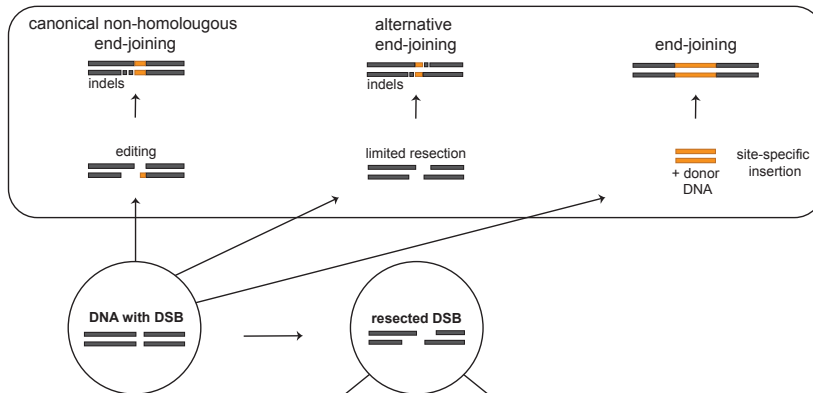 canonical non-homolougous
end-joining
indels
editing
alternative
end-joining
indels
limited resection
end-joining
+ donor
DNA
site-specific
insertion
DNA with DSB
resected DSB